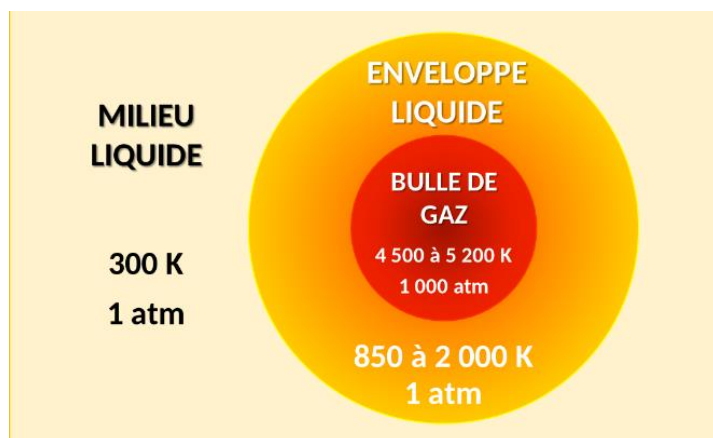 MILIEU
LIQUIDE
300 K
1 atm
ENVELOPPE
LIQUIDE
BULLE DE
GAZ
4 500 à 5 200 K
1 000 atm
850 à 2 000 K
1 atm